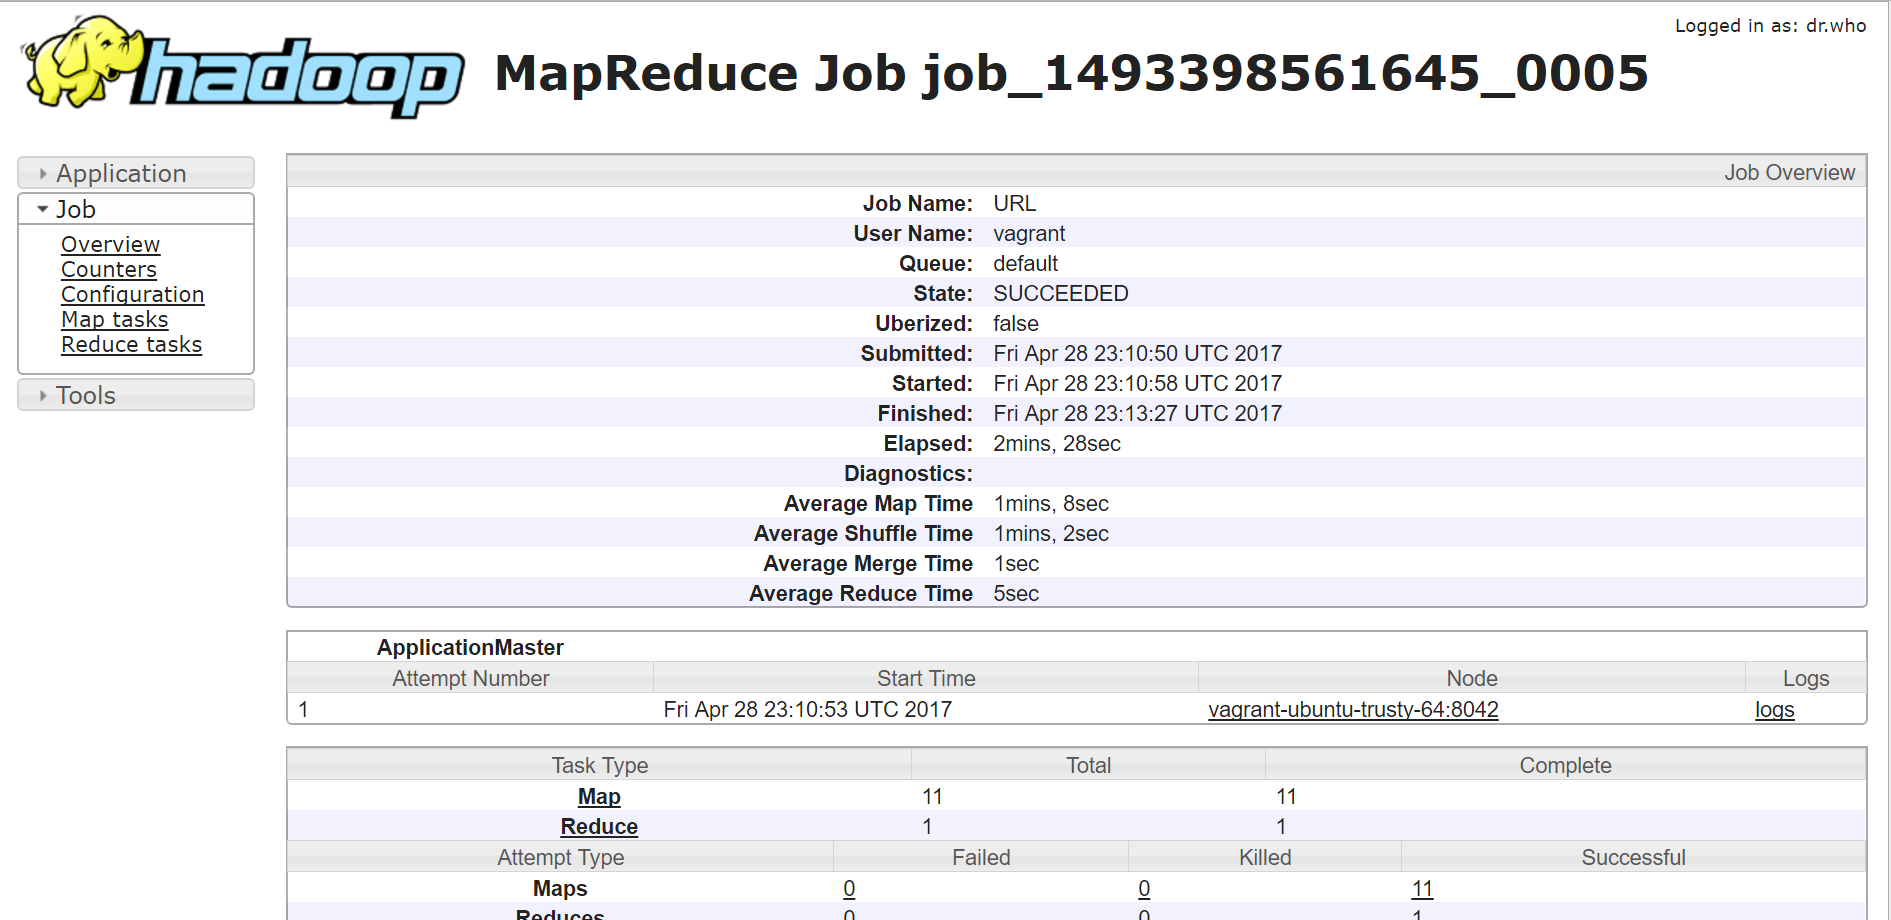 Logged in as: dr.who
hadoop
MapReduce Job job_1493398561645_0005
Application
Job
Overview
Counters
Configuration
Map tasks
Reduce tasks
Tools
Job Overview
Job Name: URL
User Name: vagrant
Queue: default
State: SUCCEEDED
Uberized: false
Submitted: Fri Apr 28 23:10:50 UTC 2017
Started: Fri Apr 28 23:10:58 UTC 2017
Finished: Fri Apr 28 23:13:27 UTC 2017
Elapsed: 2mins, 28sec
Diagnostics:
Average Map Time 1mins, 8sec
Average Shuffle Time 1mins, 2sec
Average Merge Time 1sec
Average Reduce Time 5sec
ApplicationMaster
Attempt Number Start Time Node Logs
1 Fri Apr 28 23:10:53 UTC 2017 vagrant-ubuntu-trusty-64:8042 logs
Task Type Total Complete
Map 11 11
Reduce 1 1
Attempt Type Failed Killed Successful
Maps 0 0 11
Reduces 0 0 1